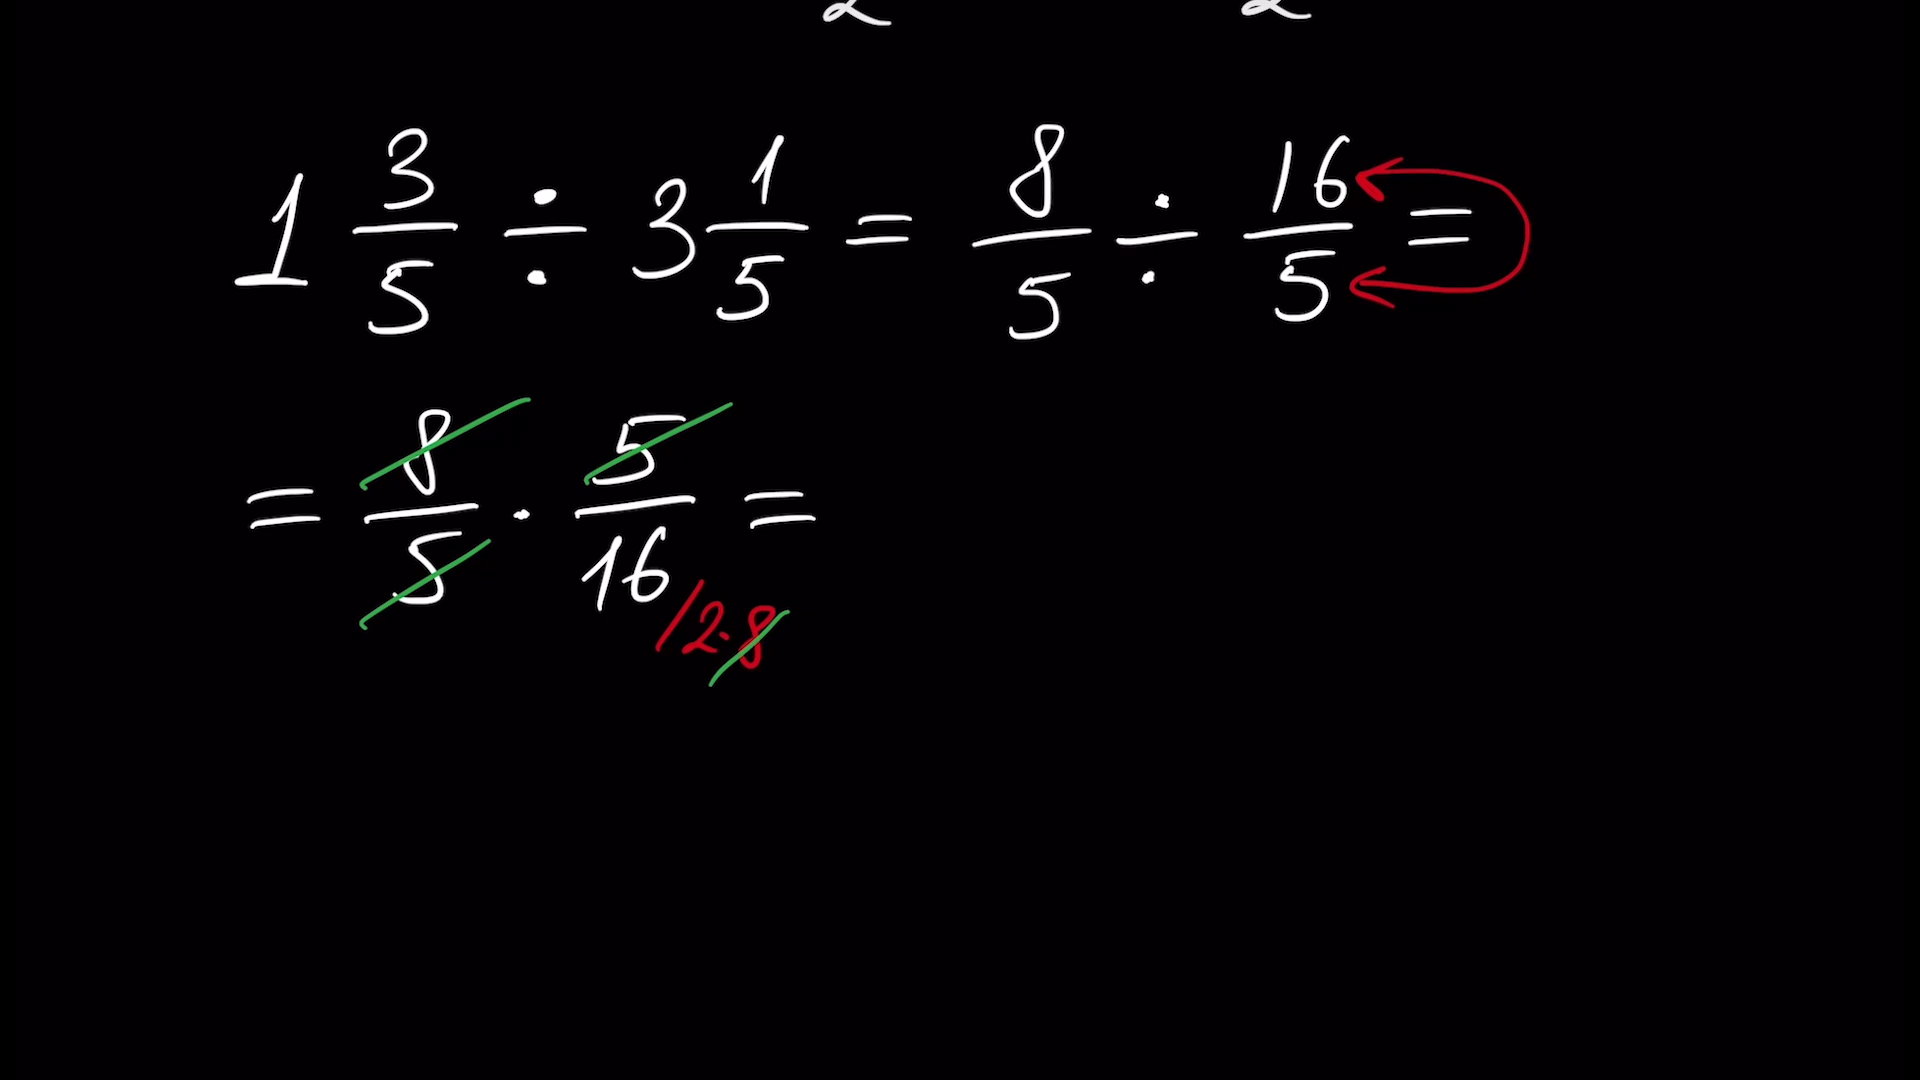 1 3/5 ÷ 3 1/5 = 8/5 ÷ 16/5 =
= 8/5 · 5/16 =
/2·8